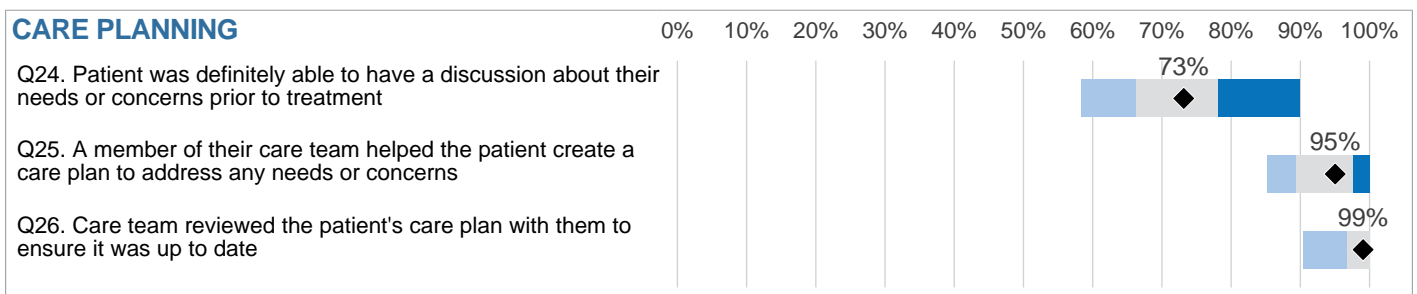 CARE PLANNING
0% 10% 20% 30% 40% 50% 60% 70% 80% 90% 100%
Q24. Patient was definitely able to have a discussion about their
needs or concerns prior to treatment
73%
Q25. A member of their care team helped the patient create a
care plan to address any needs or concerns
95%
Q26. Care team reviewed the patient's care plan with them to
ensure it was up to date
99%